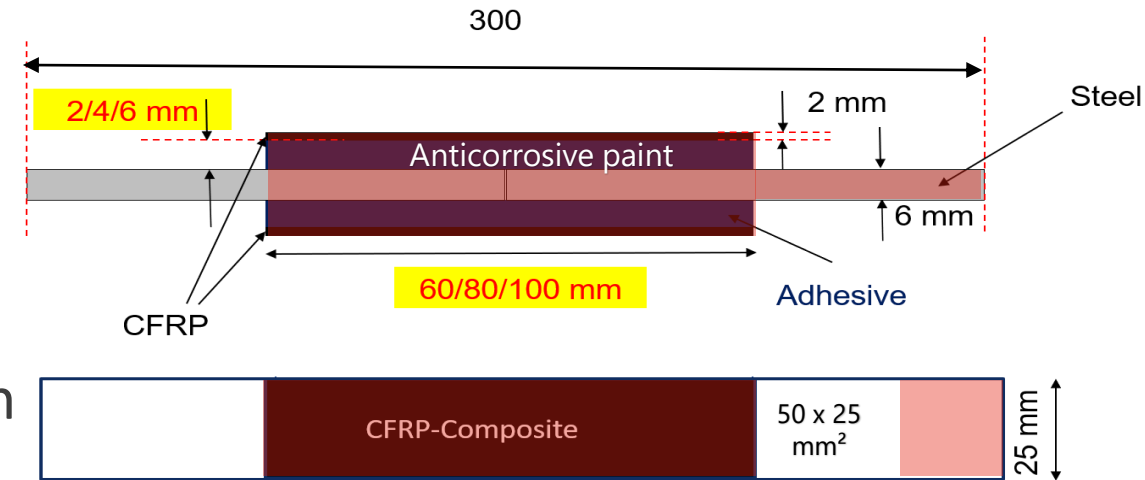 300
2/4/6 mm
2 mm
Steel
Anticorrosive paint
6 mm
60/80/100 mm
Adhesive
CFRP
n
CFRP-Composite
50 x 25
mm²
25 mm